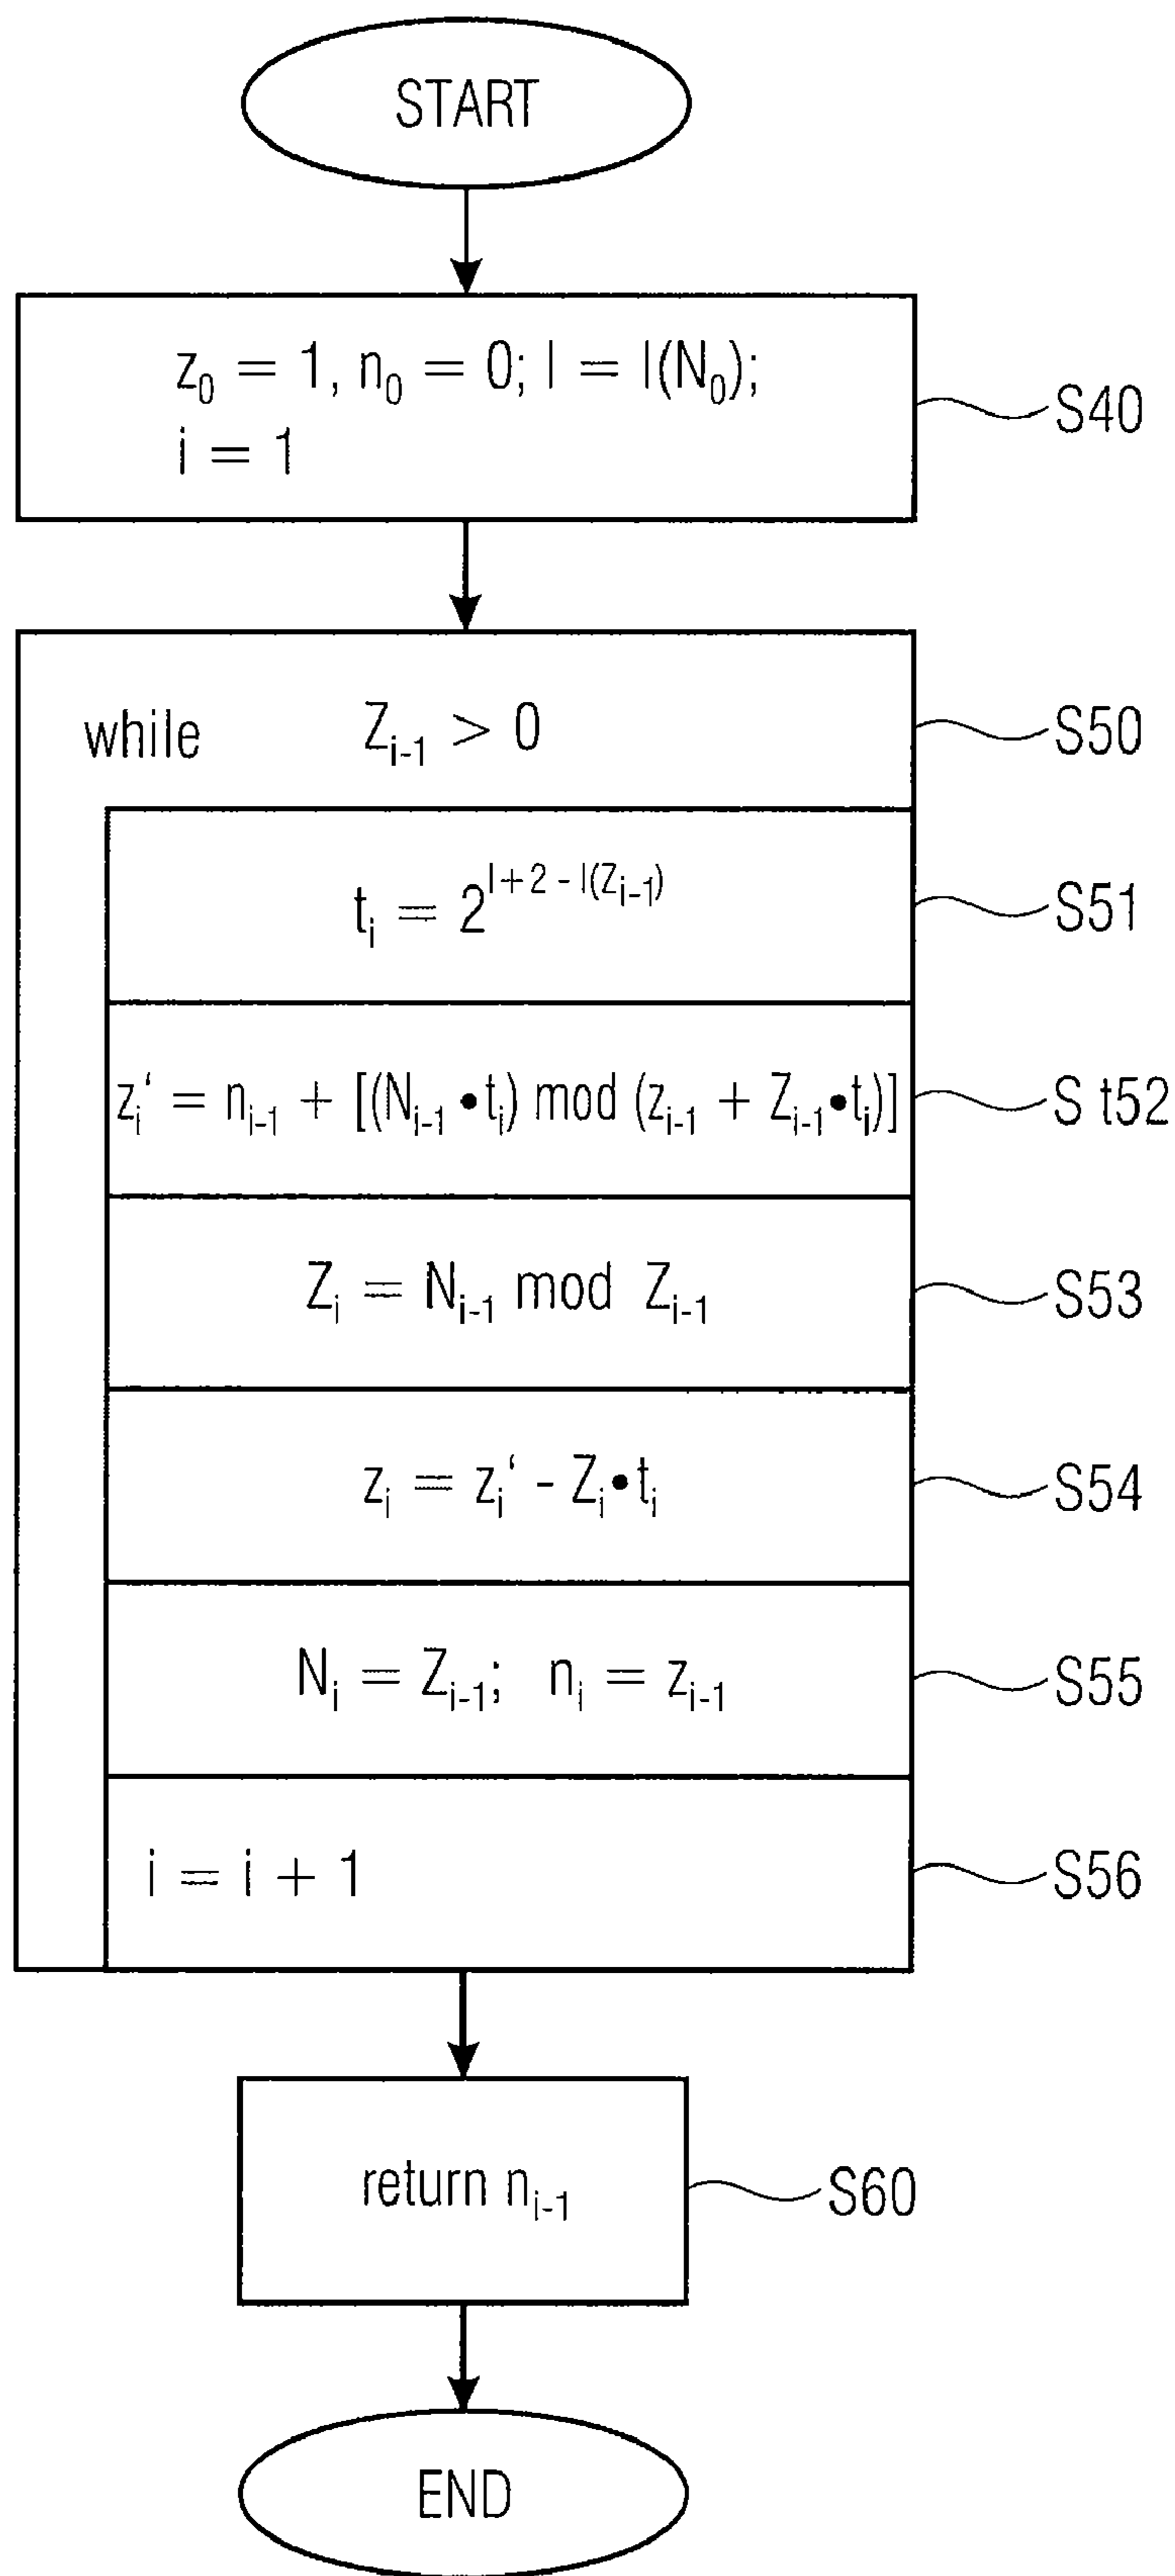 START
z₀ = 1, n₀ = 0; l = l(N₀);
i = 1
S40
while Zᵢ₋₁ > 0
S50
tᵢ = 2^(l + 2 - l(Zᵢ₋₁))
S51
zᵢ‘ = nᵢ₋₁ + [(Nᵢ₋₁ • tᵢ) mod (zᵢ₋₁ + Zᵢ₋₁ • tᵢ)]
S t52
Zᵢ = Nᵢ₋₁ mod Zᵢ₋₁
S53
zᵢ = zᵢ‘ - Zᵢ • tᵢ
S54
Nᵢ = Zᵢ₋₁; nᵢ = zᵢ₋₁
S55
i = i + 1
S56
return nᵢ₋₁
S60
END